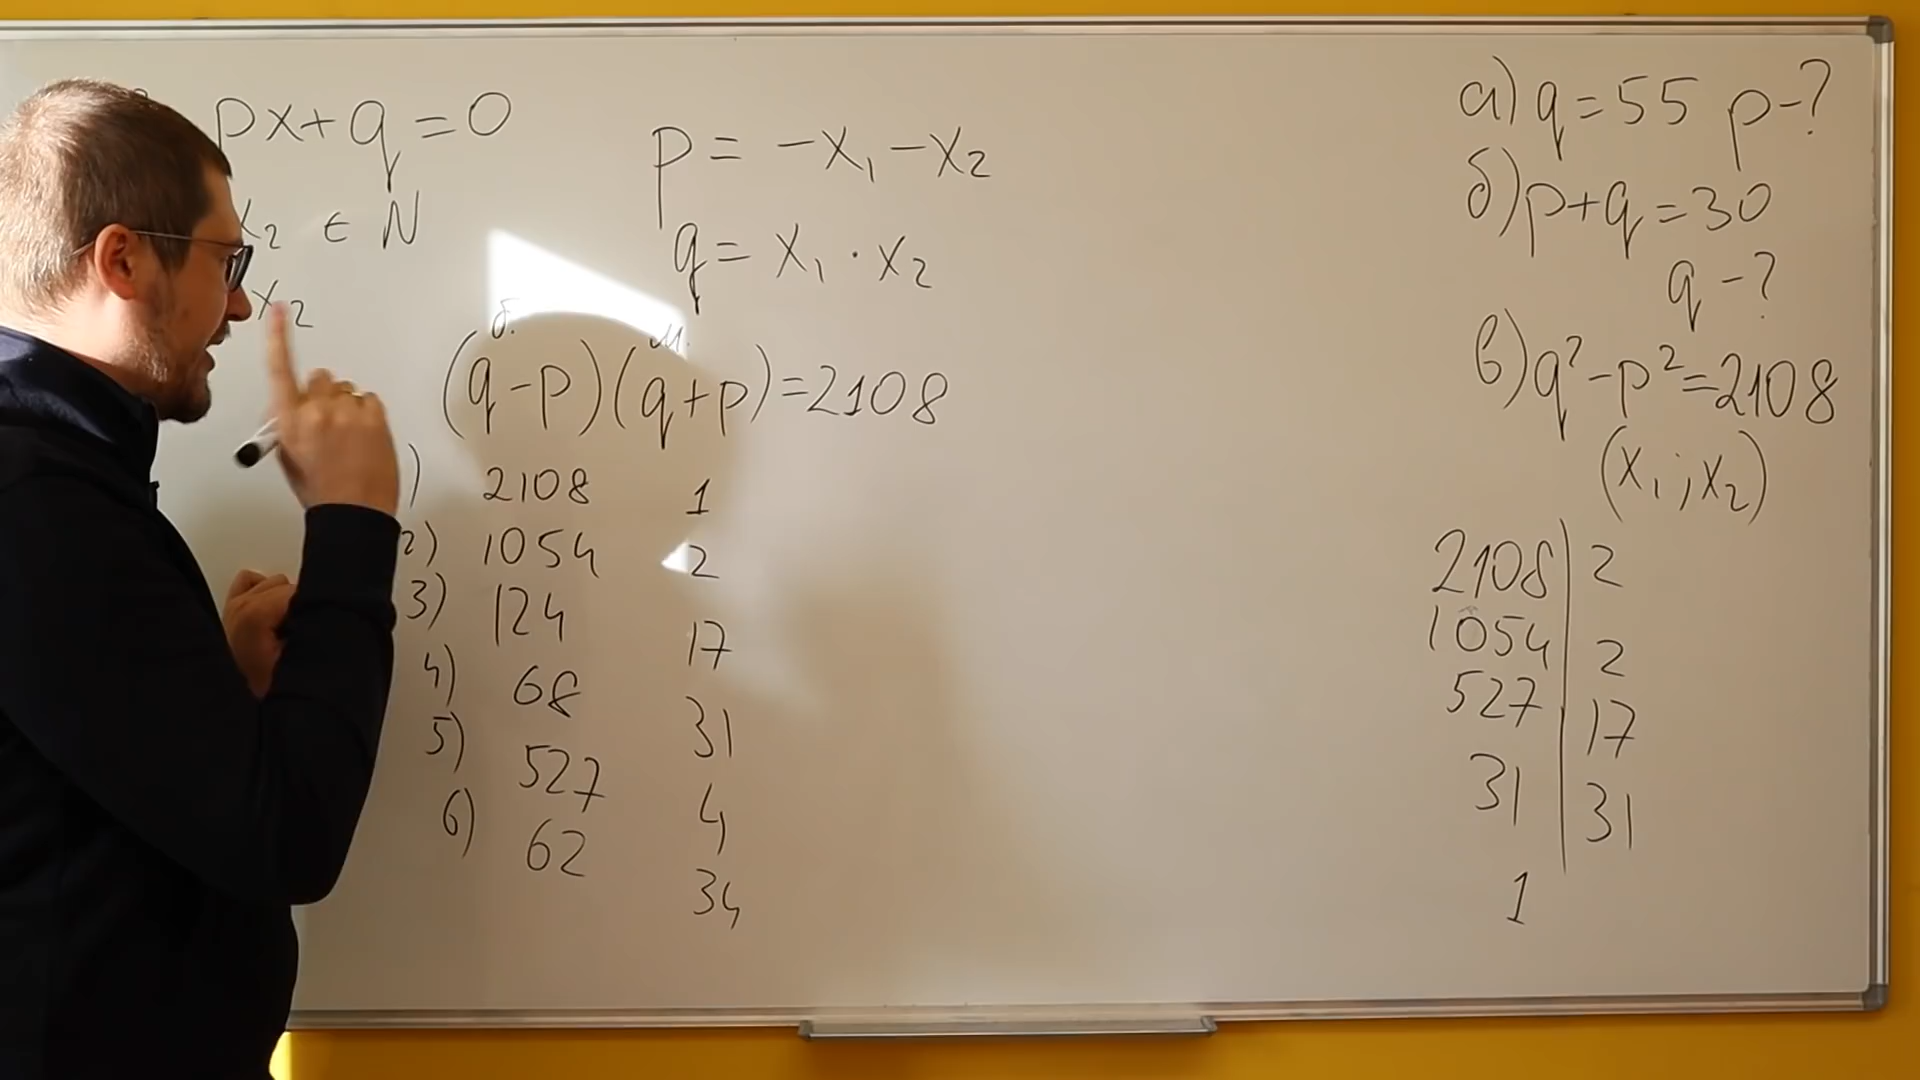 px+q=0
x₂ ∈ N
x₂
p = -x₁-x₂
q = x₁ · x₂
б. м.
(q-p)(q+p)=2108
) 2108 1
2) 1054 2
3) 124 17
4) 68 31
5) 527 4
6) 62 34
а) q=55 p-?
б) p+q=30
q-?
в) q²-p²=2108
(x₁;x₂)
2108 | 2
1054 | 2
527 | 17
31 | 31
1